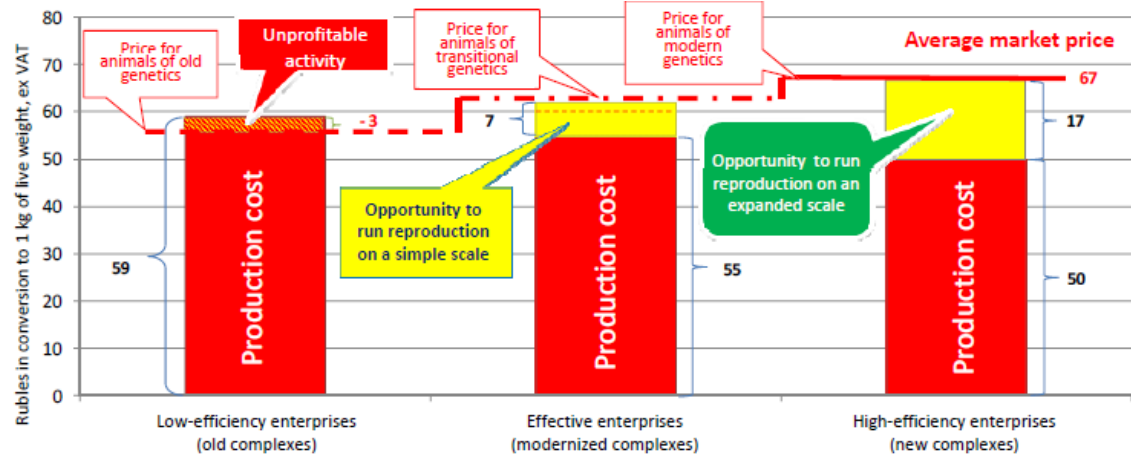 Rubles in conversion to 1 kg of live weight, ex VAT
80
70
60
50
40
30
20
10
0
Price for
animals of old
genetics
Unprofitable
activity
Price for
animals of
transitional
genetics
Price for
animals of
modern
genetics
Average market price
67
- 3
7
17
Opportunity to
run reproduction
on a simple scale
Opportunity to run
reproduction on an
expanded scale
59
Production cost
55
Production cost
50
Production cost
Low-efficiency enterprises
(old complexes)
Effective enterprises
(modernized complexes)
High-efficiency enterprises
(new complexes)